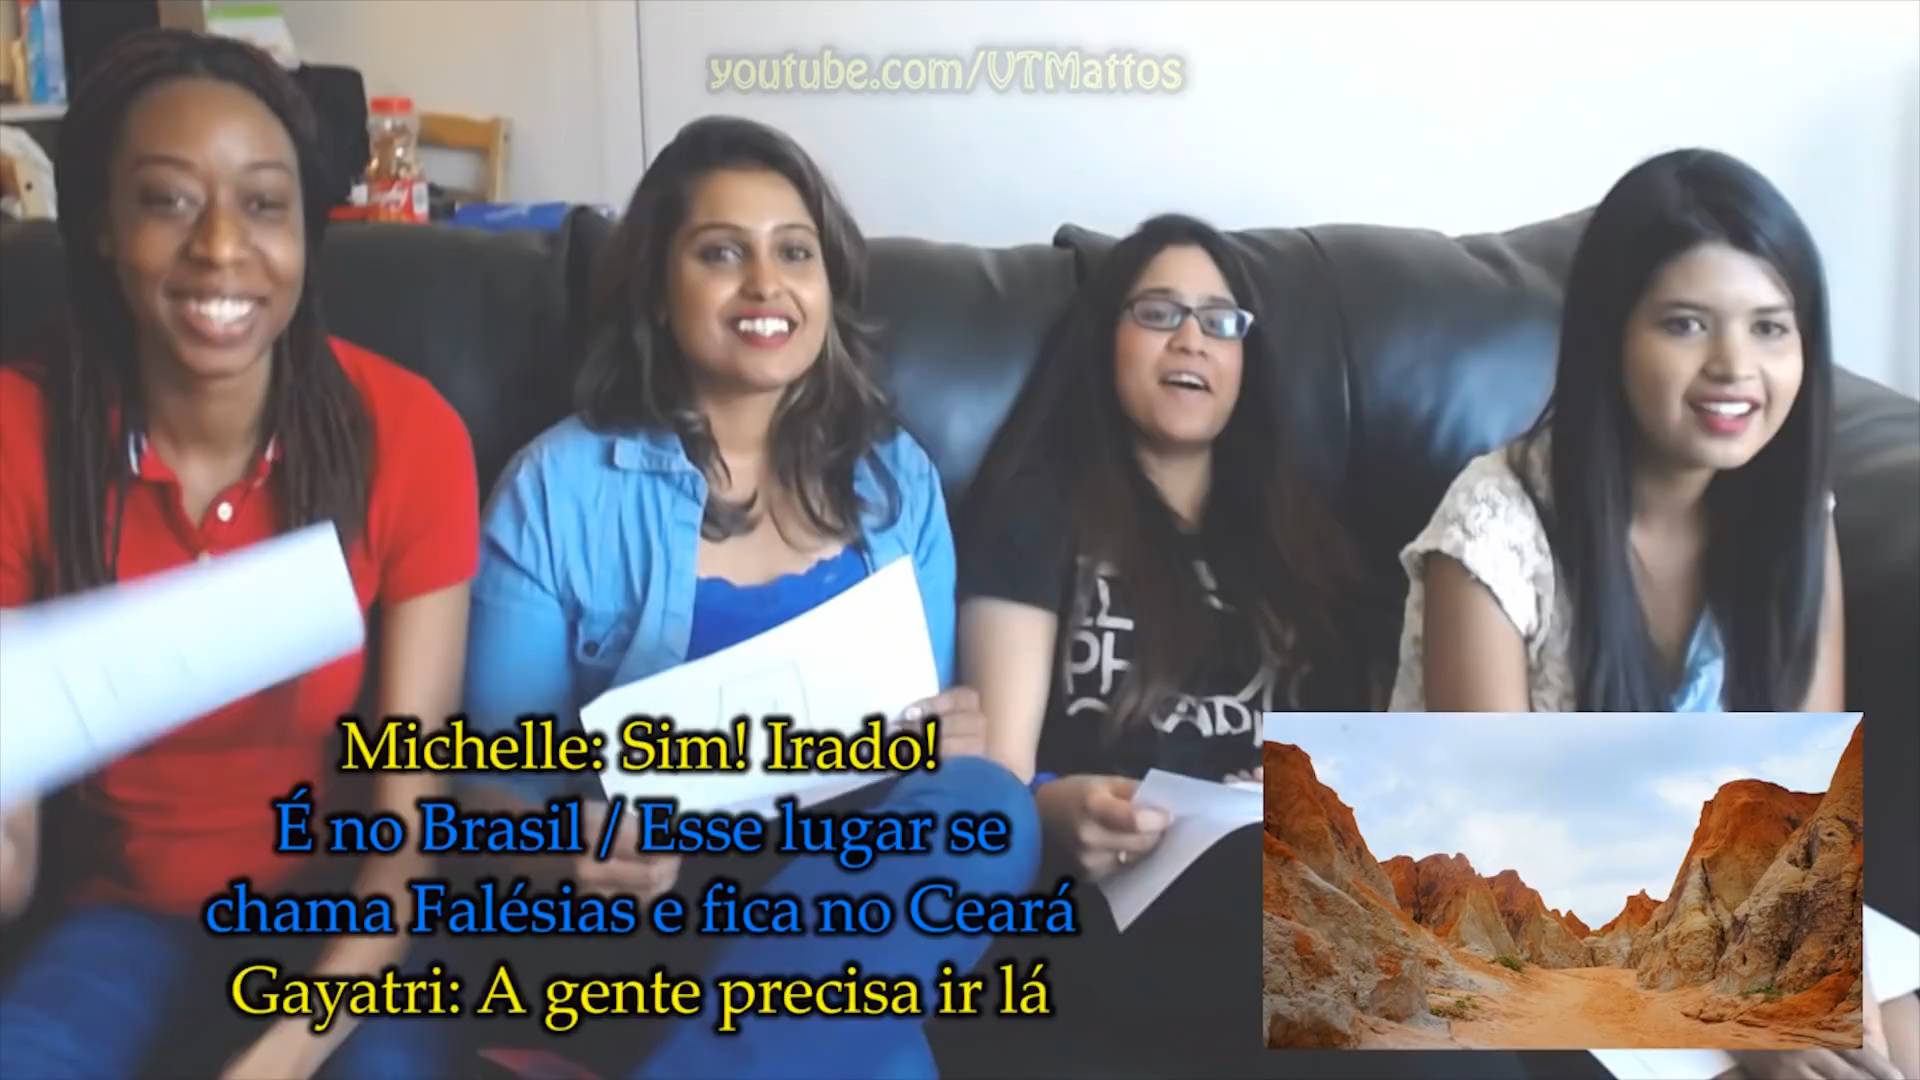 youtube.com/VTMattos
Michelle: Sim! Irado!
É no Brasil / Esse lugar se
chama Falésias e fica no Ceará
Gayatri: A gente precisa ir lá